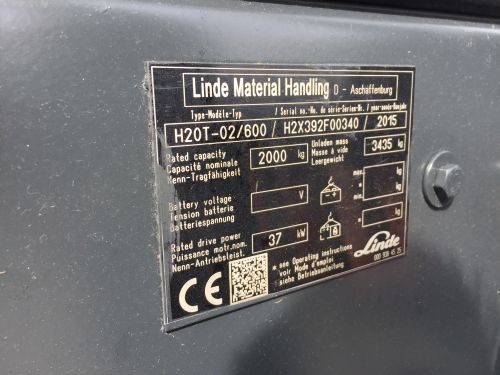 Linde Material Handling D - Aschaffenburg
Type-Modèle-Typ / Serial no.-No. de série-Serien-Nr. / year-année-Baujahr
H20T-02/600 / H2X392F00340 / 2015
Rated capacity
Capacité nominale
Nenn-Tragfähigkeit
2000 kg
Unladen mass
Masse à vide
Leergewicht
3435 kg
Battery voltage
Tension batterie
Batteriespannung
V
- +
max. kg
* kg
* kg
Rated drive power
Puissance motr.nom.
Nenn-Antriebsleist.
37 kW
* see Operating instructions
voir Mode d'emploi
siehe Betriebsanleitung
CE
Linde